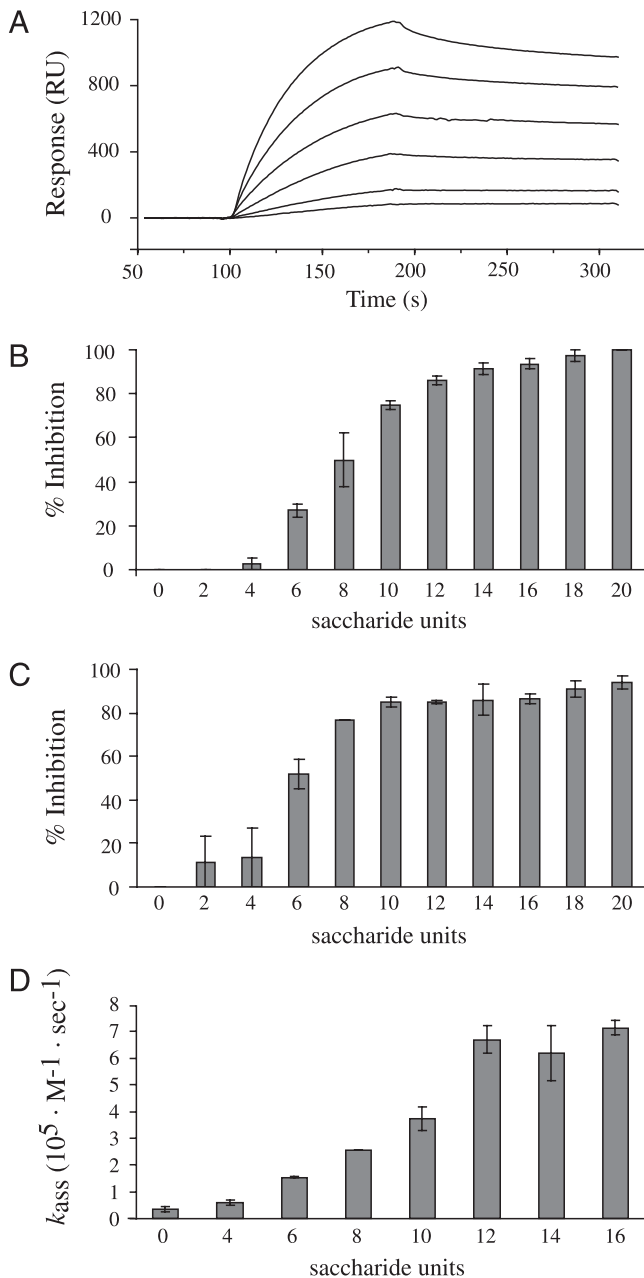 A
Response (RU)
1200
800
400
0
50 100 150 200 250 300
Time (s)
B
% Inhibition
100
80
60
40
20
0
0 2 4 6 8 10 12 14 16 18 20
saccharide units
C
% Inhibition
100
80
60
40
20
0
0 2 4 6 8 10 12 14 16 18 20
saccharide units
D
kass (10⁵ · M⁻¹ · sec⁻¹)
8
7
6
5
4
3
2
1
0
0 4 6 8 10 12 14 16
saccharide units